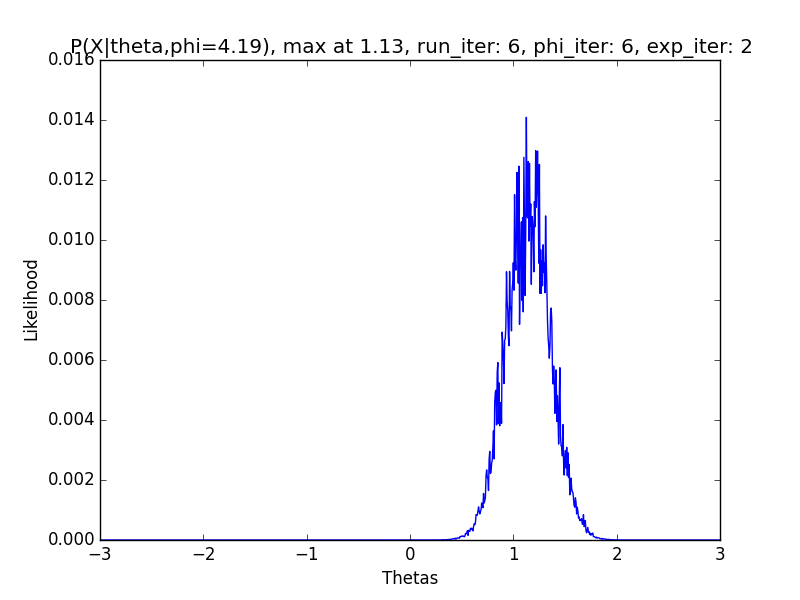 P(X|theta,phi=4.19), max at 1.13, run_iter: 6, phi_iter: 6, exp_iter: 2
0.016
0.014
0.012
0.010
0.008
0.006
0.004
0.002
0.000
Likelihood
−3 −2 −1 0 1 2 3
Thetas